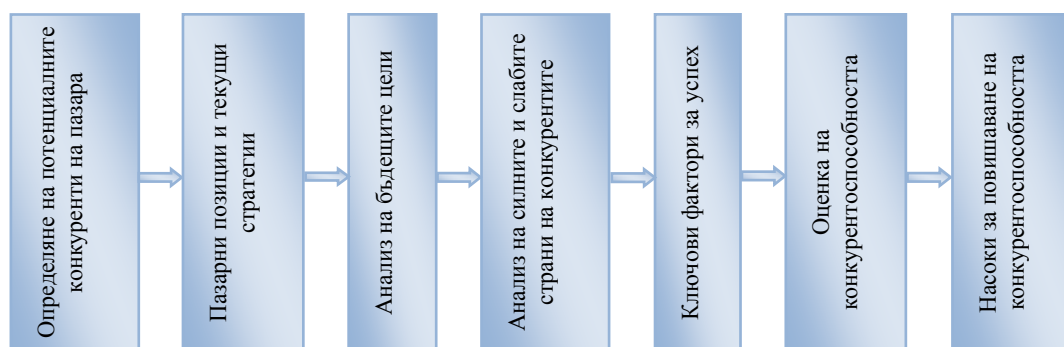 Определяне на потенциалните
конкуренти на пазара
Пазарни позиции и текущи
стратегии
Анализ на бъдещите цели
Анализ на силните и слабите
страни на конкурентите
Ключови фактори за успех
Оценка на
конкурентоспособността
Насоки за повишаване на
конкурентоспособността